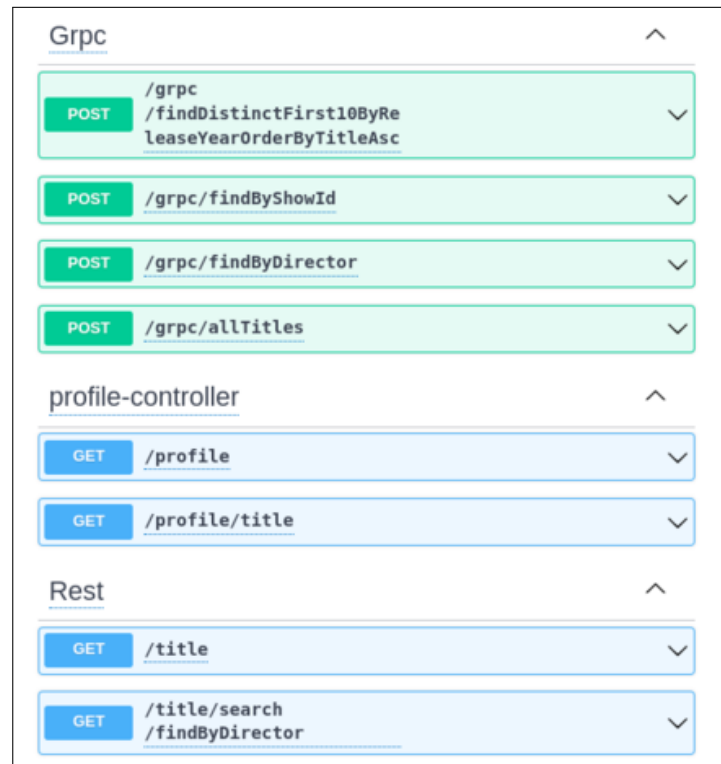 Grpc
POST
/grpc
/findDistinctFirst10ByRe
leaseYearOrderByTitleAsc
POST
/grpc/findByShowId
POST
/grpc/findByDirector
POST
/grpc/allTitles
profile-controller
GET
/profile
GET
/profile/title
Rest
GET
/title
GET
/title/search
/findByDirector